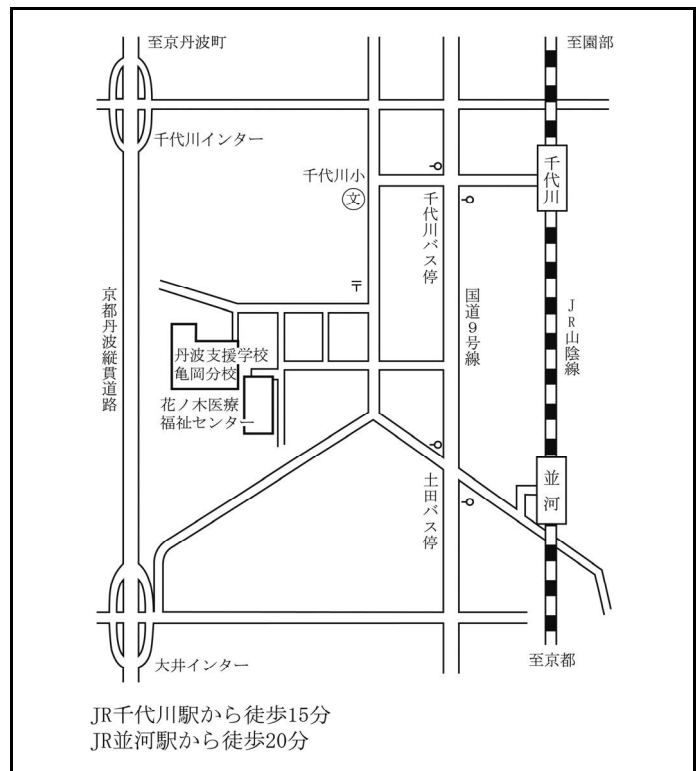 至京丹波町
至園部
千代川インター
千代川小
文
千代川
千代川バス停
〒
京都丹波縦貫道路
国道9号線
JR山陰線
丹波支援学校
亀岡分校
花ノ木医療
福祉センター
土田バス停
並河
大井インター
至京都
JR千代川駅から徒歩15分
JR並河駅から徒歩20分